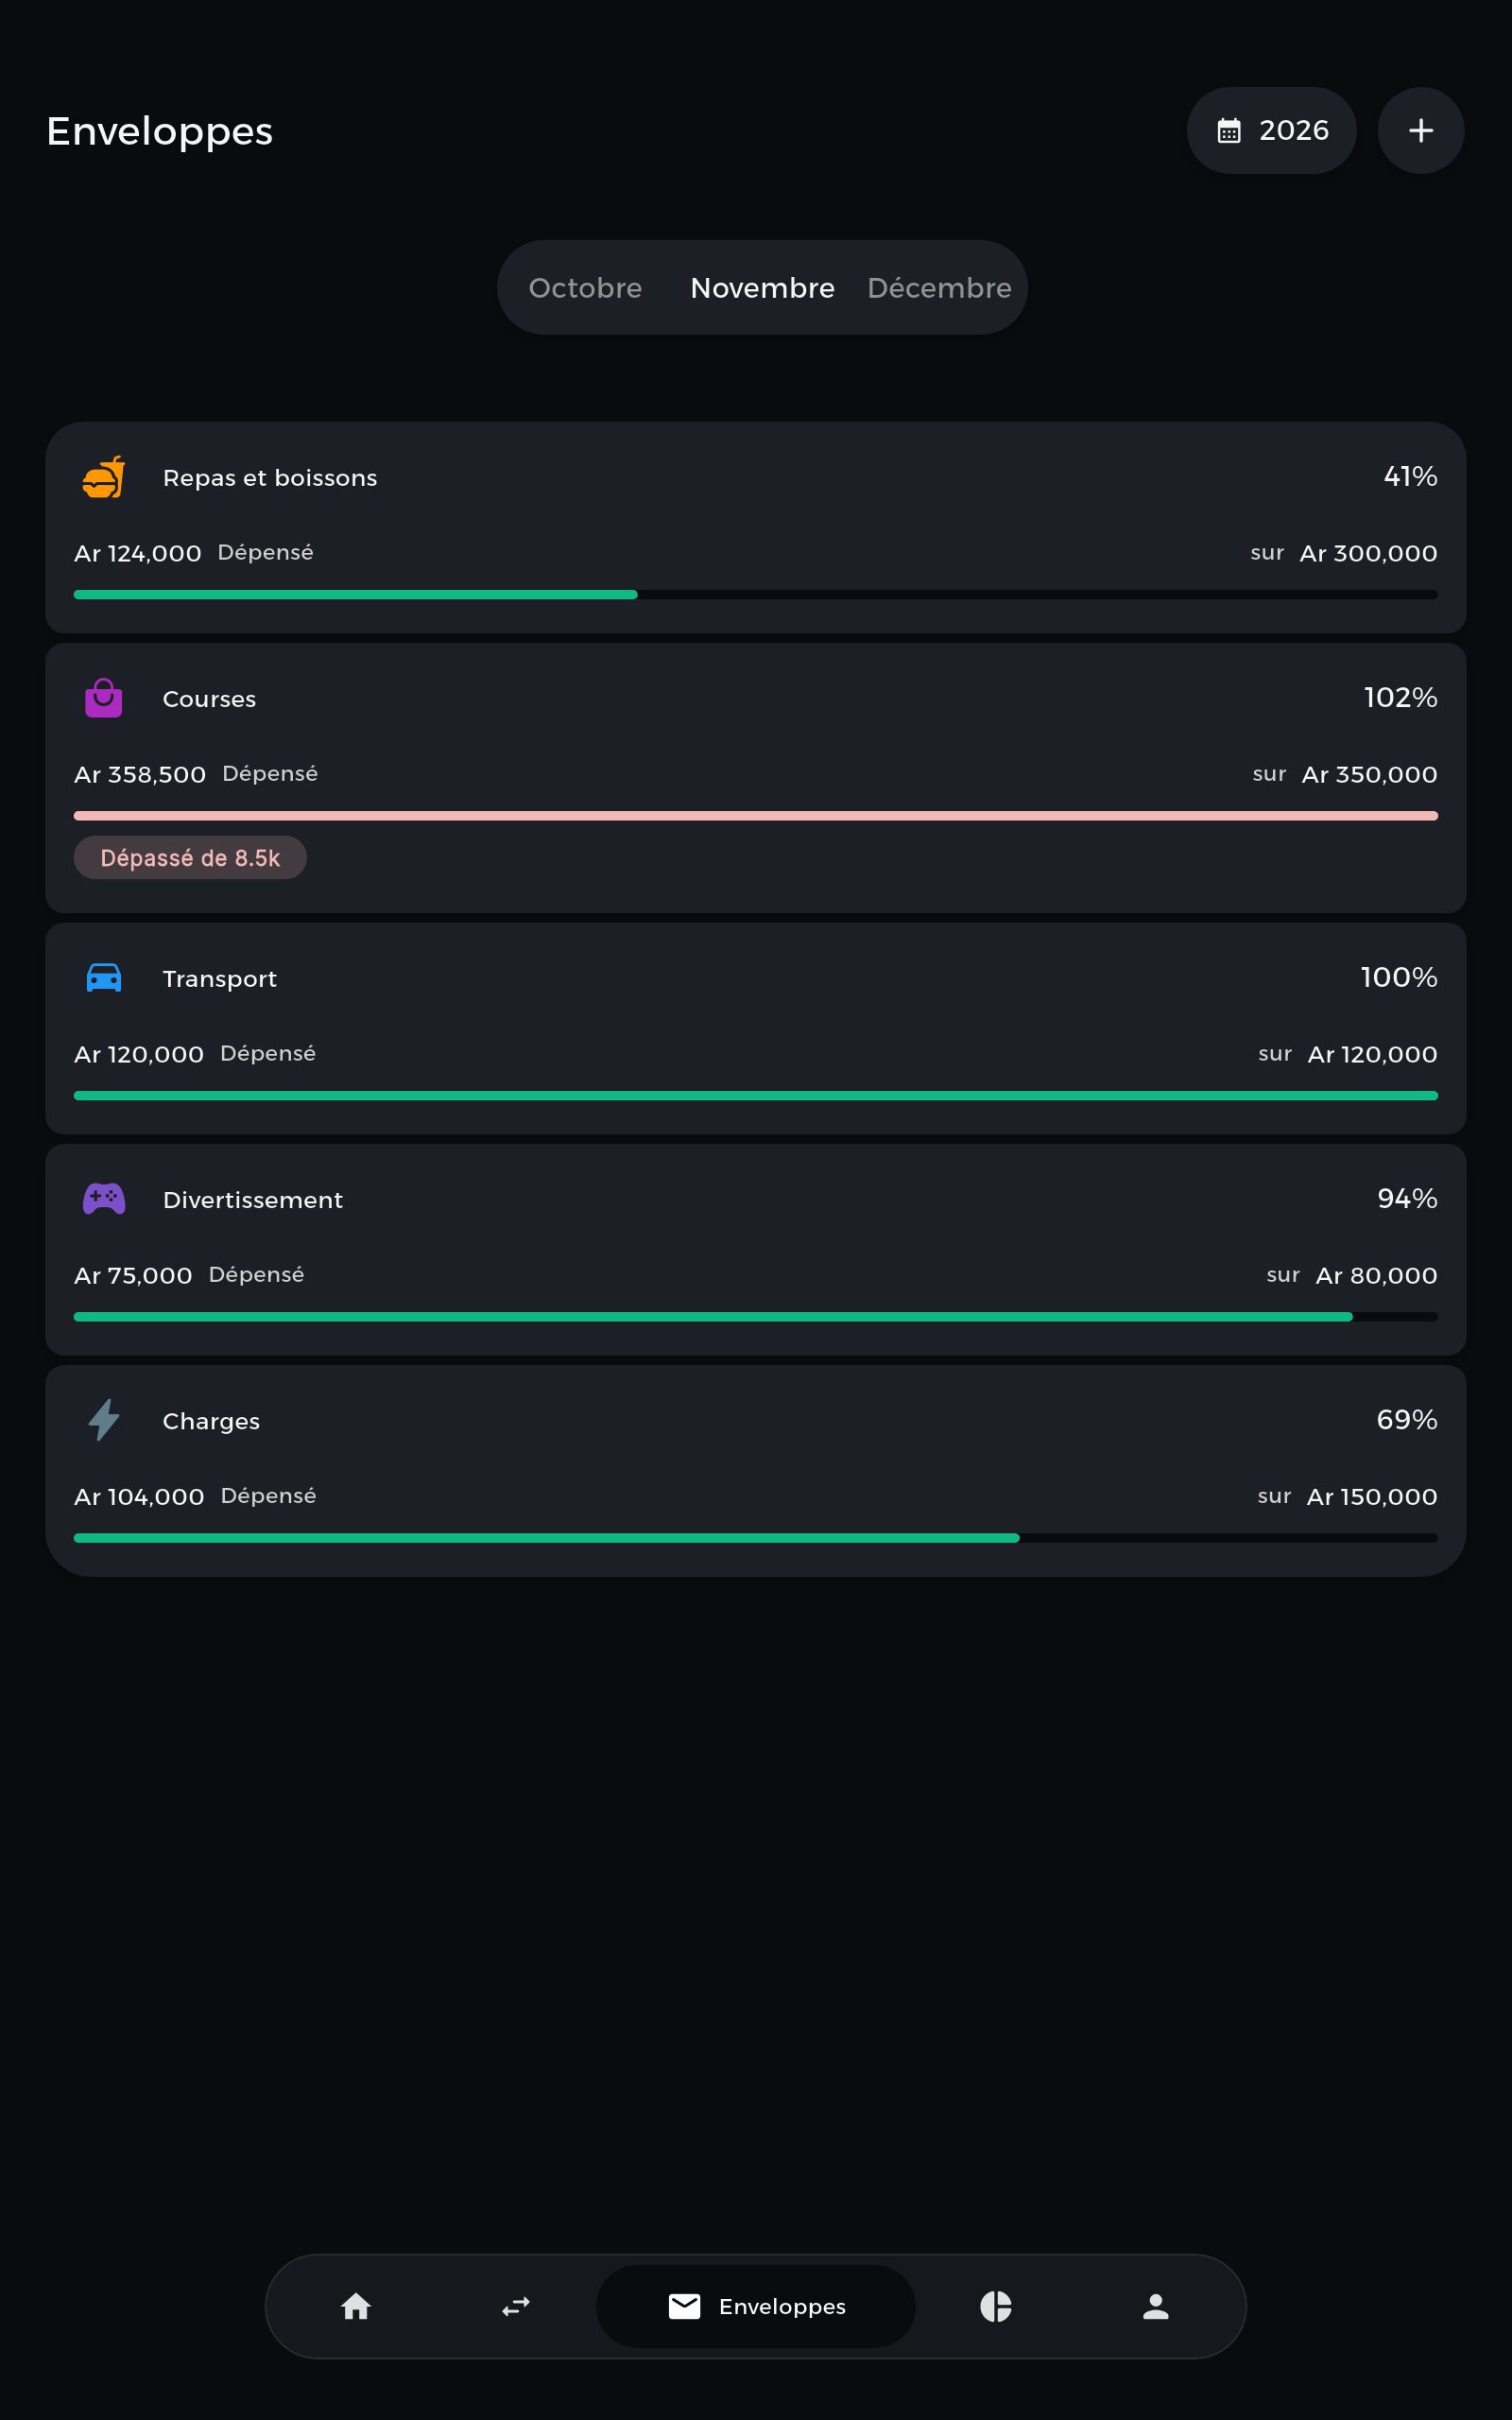 Enveloppes
2026
Octobre Novembre Décembre
Repas et boissons 41%
Ar 124,000 Dépensé sur Ar 300,000
Courses 102%
Ar 358,500 Dépensé sur Ar 350,000
Dépassé de 8.5k
Transport 100%
Ar 120,000 Dépensé sur Ar 120,000
Divertissement 94%
Ar 75,000 Dépensé sur Ar 80,000
Charges 69%
Ar 104,000 Dépensé sur Ar 150,000
Enveloppes